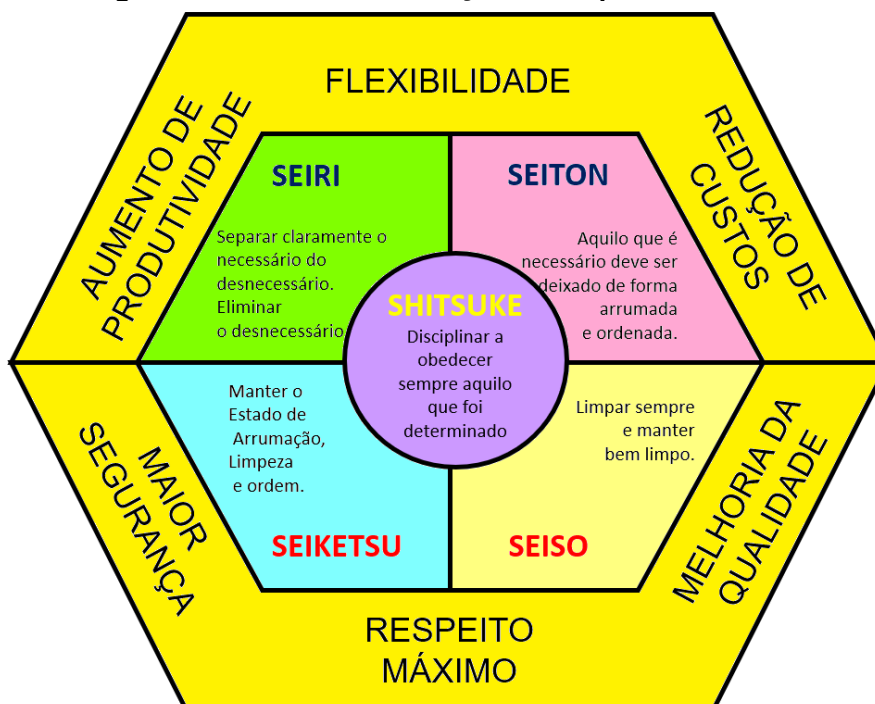 FLEXIBILIDADE
AUMENTO DE
PRODUTIVIDADE
REDUÇÃO DE
CUSTOS
SEIRI
Separar claramente o
necessário do
desnecessário.
Eliminar
o desnecessário
SEITON
Aquilo que é
necessário deve ser
deixado de forma
arrumada
e ordenada.
SHITSUKE
Disciplinar a
obedecer
sempre aquilo
que foi
determinado
Manter o
Estado de
Arrumação,
Limpeza
e ordem.
SEIKETSU
Limpar sempre
e manter
bem limpo.
SEISO
MAIOR
SEGURANÇA
MELHORIA DA
QUALIDADE
RESPEITO
MÁXIMO